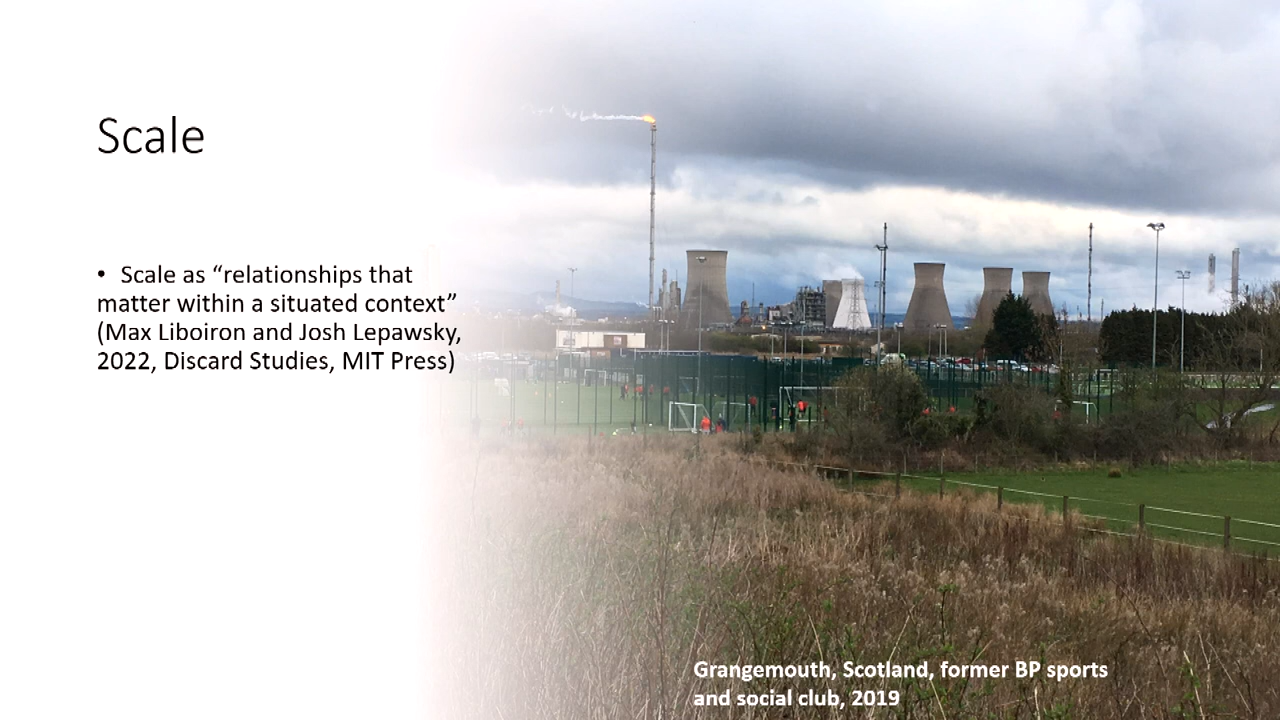 Scale
• Scale as “relationships that
matter within a situated context”
(Max Liboiron and Josh Lepawsky,
2022, Discard Studies, MIT Press)
Grangemouth, Scotland, former BP sports
and social club, 2019